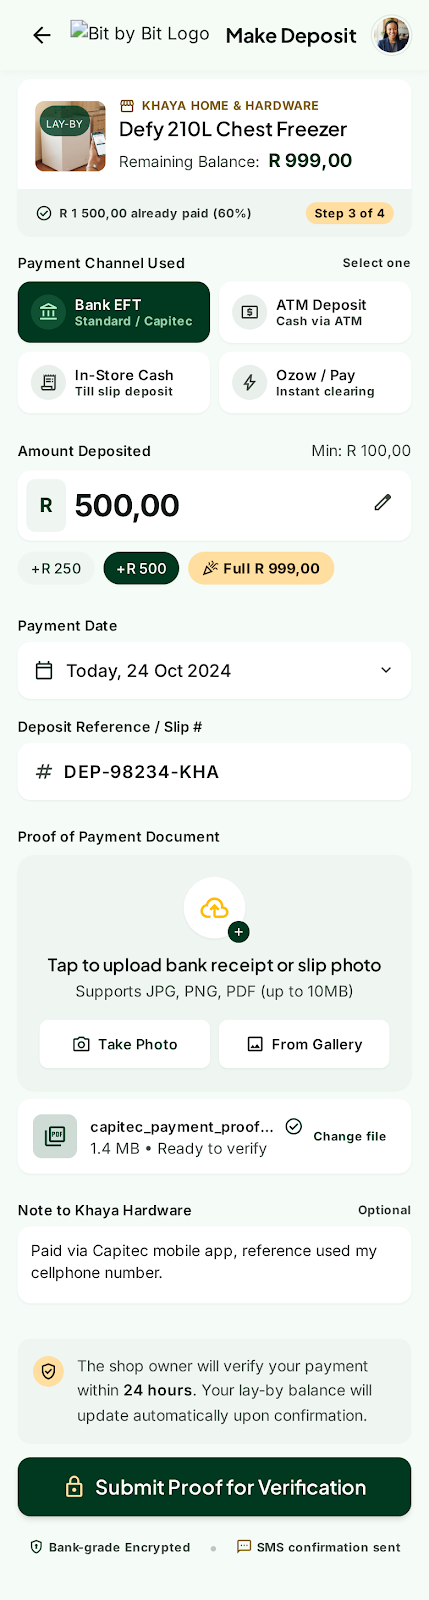 Bit by Bit Logo
Make Deposit
LAY-BY
KHAYA HOME & HARDWARE
Defy 210L Chest Freezer
Remaining Balance: R 999,00
R 1 500,00 already paid (60%)
Step 3 of 4
Payment Channel Used
Select one
Bank EFT
Standard / Capitec
ATM Deposit
Cash via ATM
In-Store Cash
Till slip deposit
Ozow / Pay
Instant clearing
Amount Deposited
Min: R 100,00
R 500,00
+R 250
+R 500
Full R 999,00
Payment Date
Today, 24 Oct 2024
Deposit Reference / Slip #
# DEP-98234-KHA
Proof of Payment Document
Tap to upload bank receipt or slip photo
Supports JPG, PNG, PDF (up to 10MB)
Take Photo
From Gallery
PDF
capitec_payment_proof...
1.4 MB • Ready to verify
Change file
Note to Khaya Hardware
Optional
Paid via Capitec mobile app, reference used my
cellphone number.
The shop owner will verify your payment
within 24 hours. Your lay-by balance will
update automatically upon confirmation.
Submit Proof for Verification
Bank-grade Encrypted
SMS confirmation sent